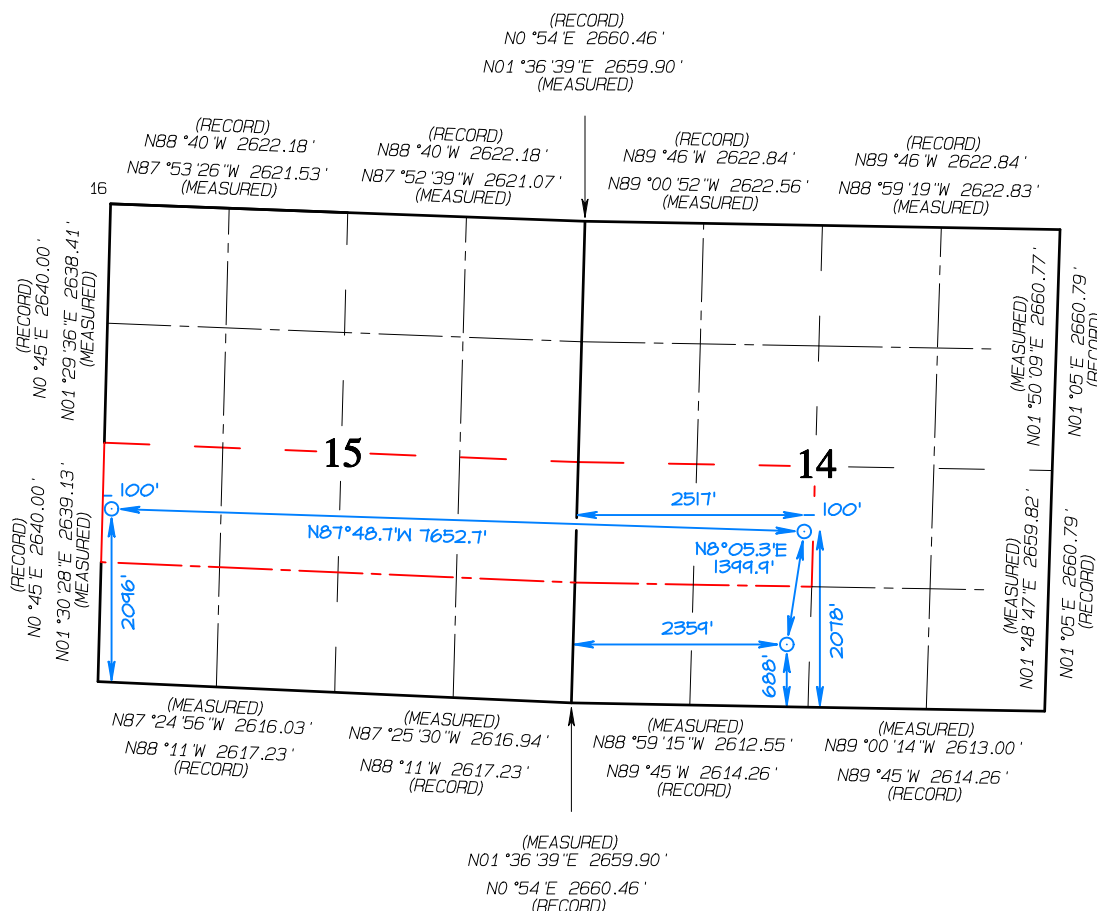 (RECORD)
N0°54'E 2660.46'
N01°36'39"E 2659.90'
(MEASURED)
(RECORD)
N88°40'W 2622.18'
N87°53'26"W 2621.53'
(MEASURED)
(RECORD)
N88°40'W 2622.18'
N87°52'39"W 2621.07'
(MEASURED)
(RECORD)
N89°46'W 2622.84'
N89°00'52"W 2622.56'
(MEASURED)
(RECORD)
N89°46'W 2622.84'
N88°59'19"W 2622.83'
(MEASURED)
16
(RECORD)
N0°45'E 2640.00'
N01°29'36"E 2638.41'
(MEASURED)
(MEASURED)
N01°50'09"E 2660.77'
N01°05'E 2660.79'
(RECORD)
15
14
(RECORD)
N0°45'E 2640.00'
N01°30'28"E 2639.13'
(MEASURED)
100'
N87°48.7'W 7652.7'
2517'
100'
N8°05.3'E
1399.9'
2096'
2359'
688'
2078'
(MEASURED)
N01°48'47"E 2659.82'
N01°05'E 2660.79'
(RECORD)
(MEASURED)
N87°24'56"W 2616.03'
N88°11'W 2617.23'
(RECORD)
(MEASURED)
N87°25'30"W 2616.94'
N88°11'W 2617.23'
(RECORD)
(MEASURED)
N88°59'15"W 2612.55'
N89°45'W 2614.26'
(RECORD)
(MEASURED)
N89°00'14"W 2613.00'
N89°45'W 2614.26'
(RECORD)
(MEASURED)
N01°36'39"E 2659.90'
N0°54'E 2660.46'
(RECORD)